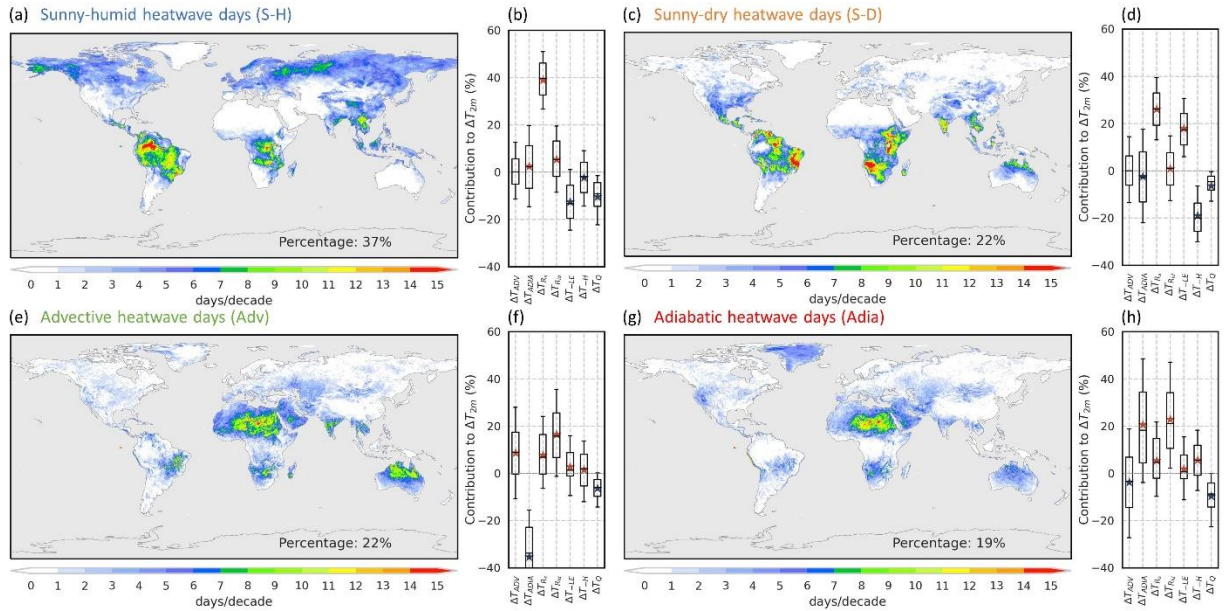 (a) Sunny-humid heatwave days (S-H)
(b)
(c) Sunny-dry heatwave days (S-D)
(d)
Percentage: 37%
0 1 2 3 4 5 6 7 8 9 10 11 12 13 14 15
days/decade
Contribution to ΔT2m (%)
60
40
20
0
−20
−40
ΔTADV ΔTADIA ΔTRs ΔTRld ΔT−LE ΔT−H ΔTQ
Percentage: 22%
0 1 2 3 4 5 6 7 8 9 10 11 12 13 14 15
days/decade
Contribution to ΔT2m (%)
60
40
20
0
−20
−40
ΔTADV ΔTADIA ΔT−LE ΔT−H ΔTQ
(e) Advective heatwave days (Adv)
(f)
(g) Adiabatic heatwave days (Adia)
(h)
Percentage: 22%
0 1 2 3 4 5 6 7 8 9 10 11 12 13 14 15
days/decade
Contribution to ΔT2m (%)
60
40
20
0
−20
−40
ΔTADV ΔTADIA ΔT−LE ΔT−H ΔTQ
Percentage: 19%
0 1 2 3 4 5 6 7 8 9 10 11 12 13 14 15
days/decade
Contribution to ΔT2m (%)
60
40
20
0
−20
−40
ΔTADV ΔTADIA ΔT−LE ΔT−H ΔTQ